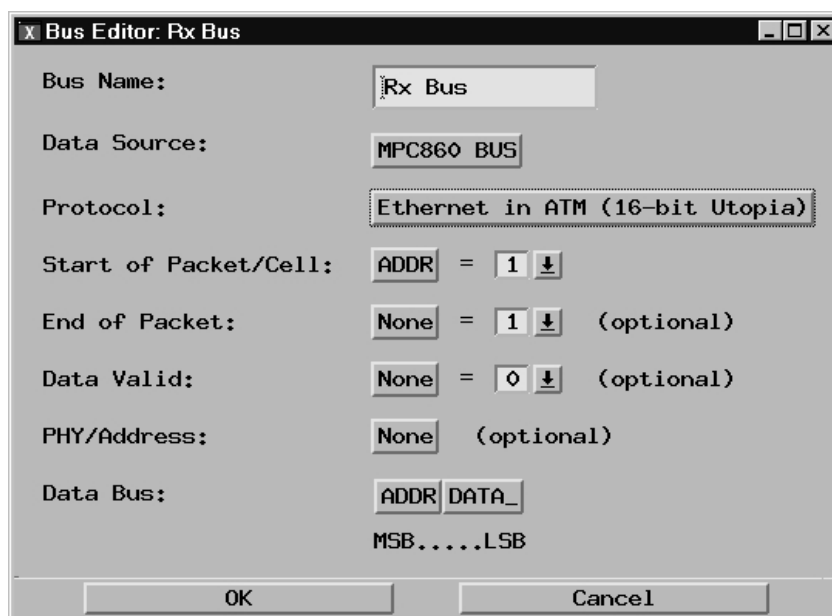 X Bus Editor: Rx Bus
Bus Name: Rx Bus
Data Source: MPC860 BUS
Protocol: Ethernet in ATM (16-bit Utopia)
Start of Packet/Cell: ADDR = 1
End of Packet: None = 1 (optional)
Data Valid: None = 0 (optional)
PHY/Address: None (optional)
Data Bus: ADDR DATA_
MSB.....LSB
OK Cancel